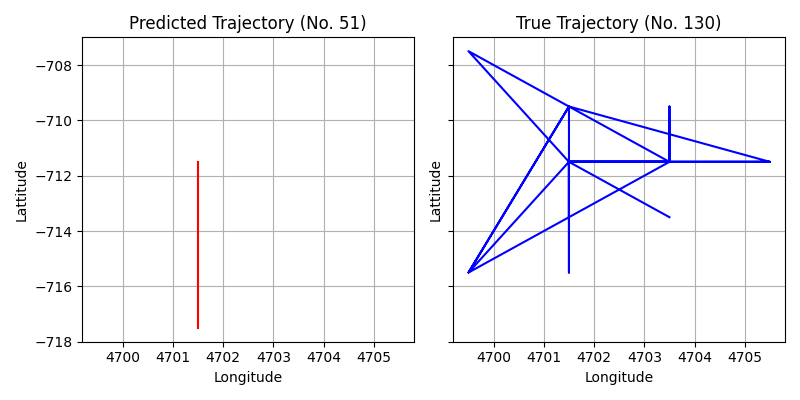 Predicted Trajectory (No. 51)
True Trajectory (No. 130)
−708
−710
−712
−714
−716
−718
Lattitude
Lattitude
4700 4701 4702 4703 4704 4705
4700 4701 4702 4703 4704 4705
Longitude
Longitude